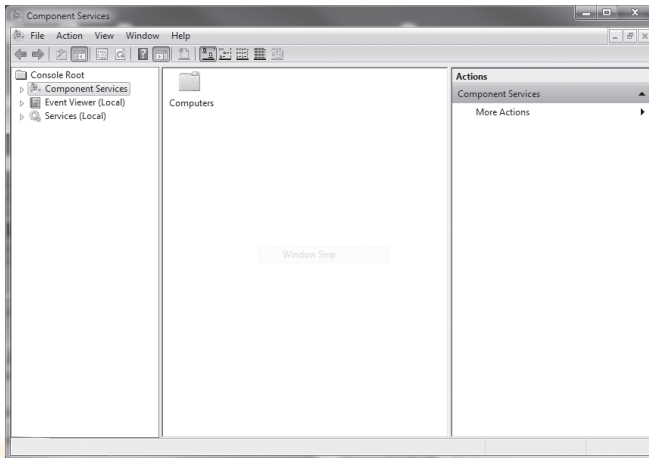 Component Services
File Action View Window Help
Console Root
Component Services
Event Viewer (Local)
Services (Local)
Computers
Window Snip
Actions
Component Services
More Actions